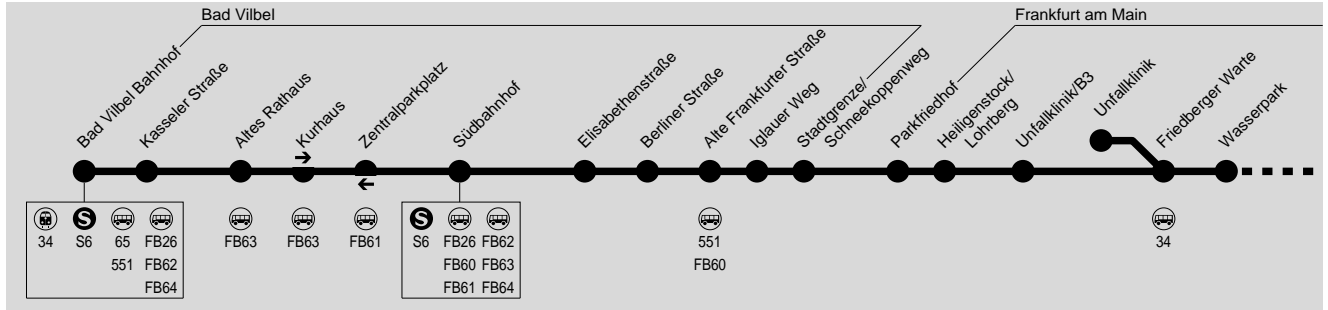 Bad Vilbel
Frankfurt am Main
Bad Vilbel Bahnhof
Kasseler Straße
Altes Rathaus
Kurhaus
Zentralparkplatz
Südbahnhof
Elisabethenstraße
Berliner Straße
Alte Frankfurter Straße
Iglauer Weg
Stadtgrenze/
Schneekoppenweg
Parkfriedhof
Heiligenstock/
Lohrberg
Unfallklinik/B3
Unfallklinik
Friedberger Warte
Wasserpark
34 S S6 65 FB26
551 FB62
FB64
FB63
FB63
FB61
S S6 FB26 FB62
FB60 FB63
FB61 FB64
551
FB60
34